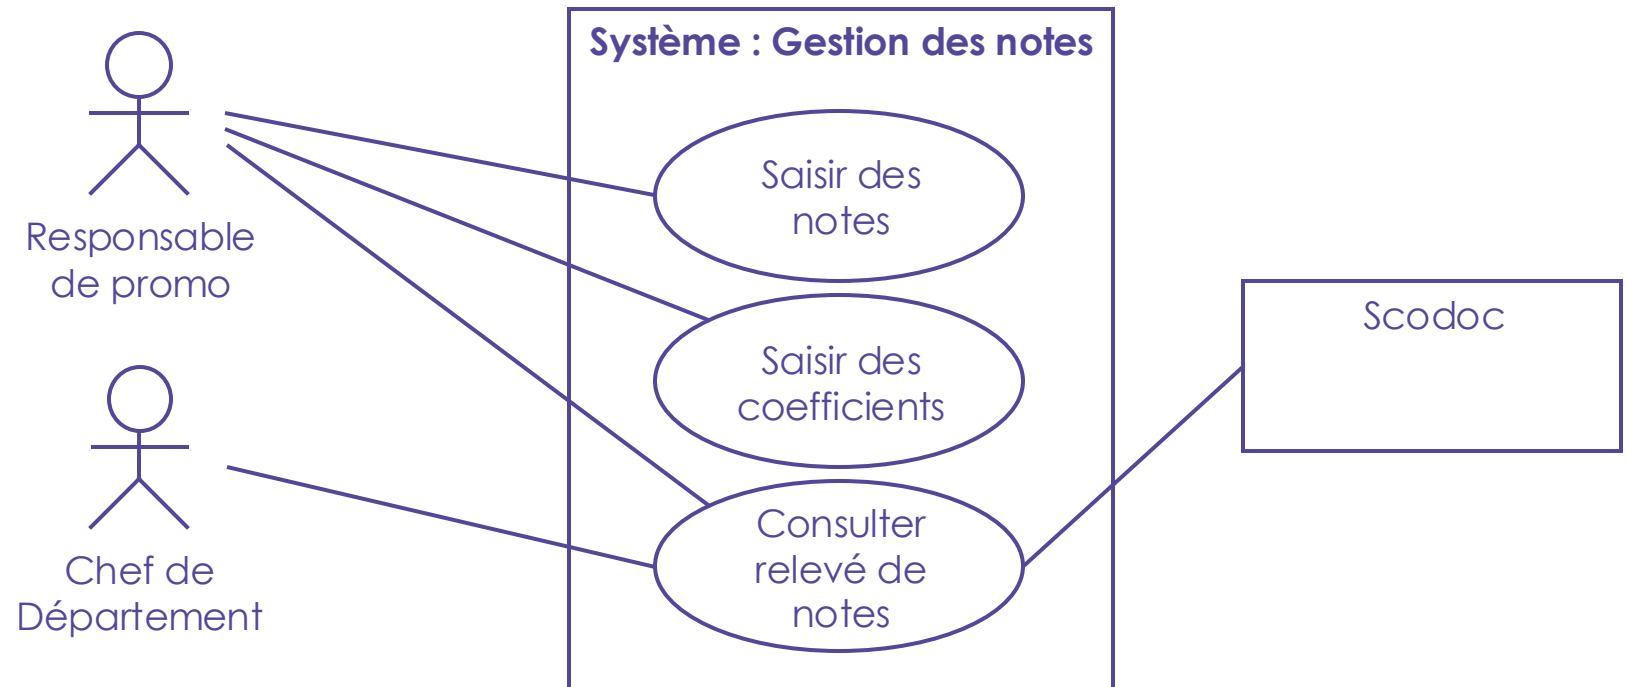 Système : Gestion des notes
Responsable
de promo
Saisir des
notes
Saisir des
coefficients
Scodoc
Chef de
Département
Consulter
relevé de
notes